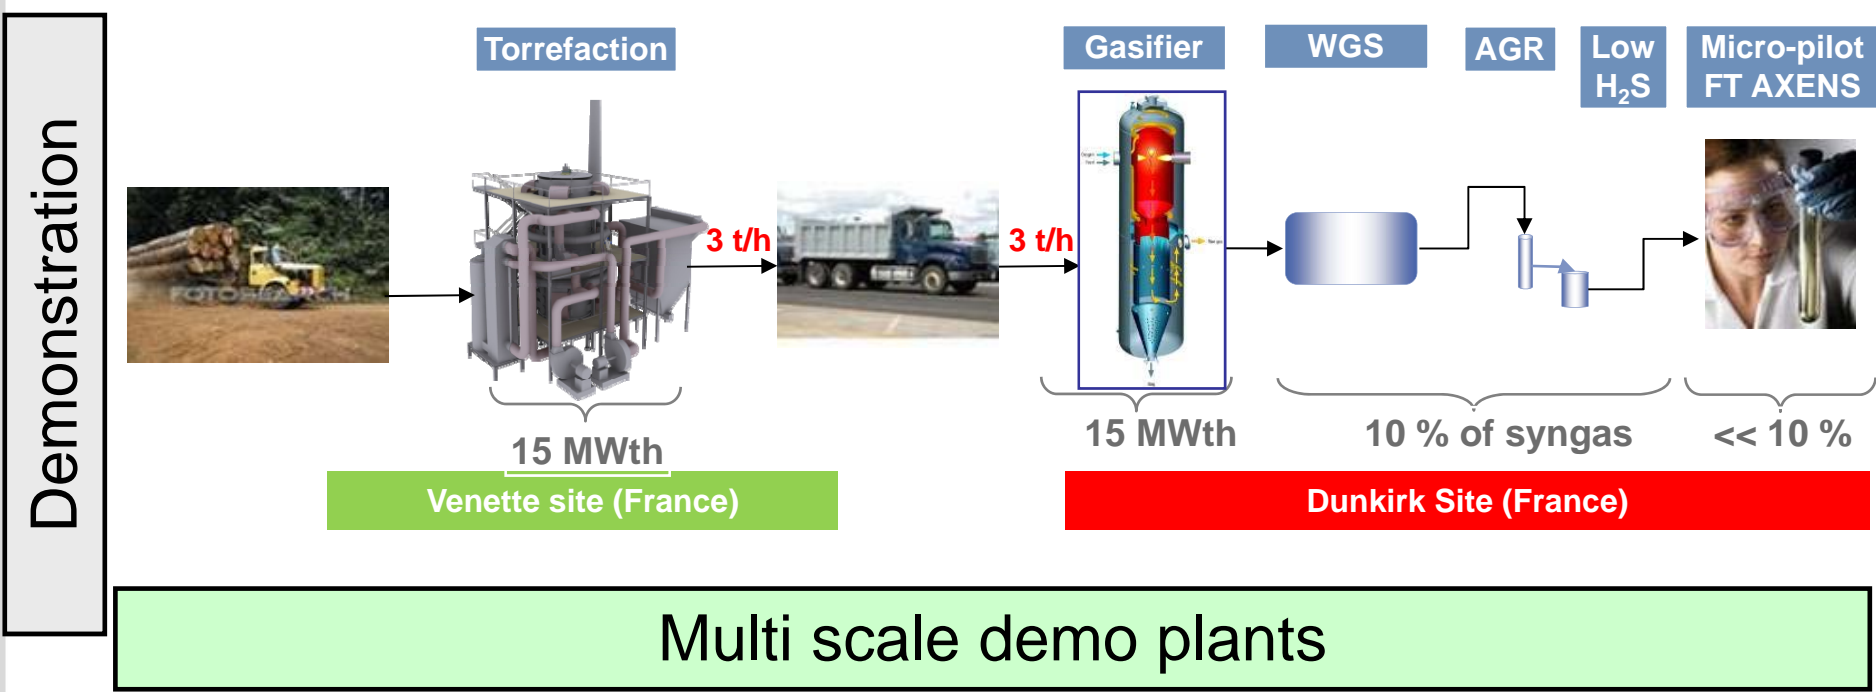 Demonstration
Torrefaction
Gasifier
WGS
AGR
Low
H₂S
Micro-pilot
FT AXENS
FOTOSEARCH
3 t/h
3 t/h
15 MWth
15 MWth
10 % of syngas
<< 10 %
Venette site (France)
Dunkirk Site (France)
Multi scale demo plants